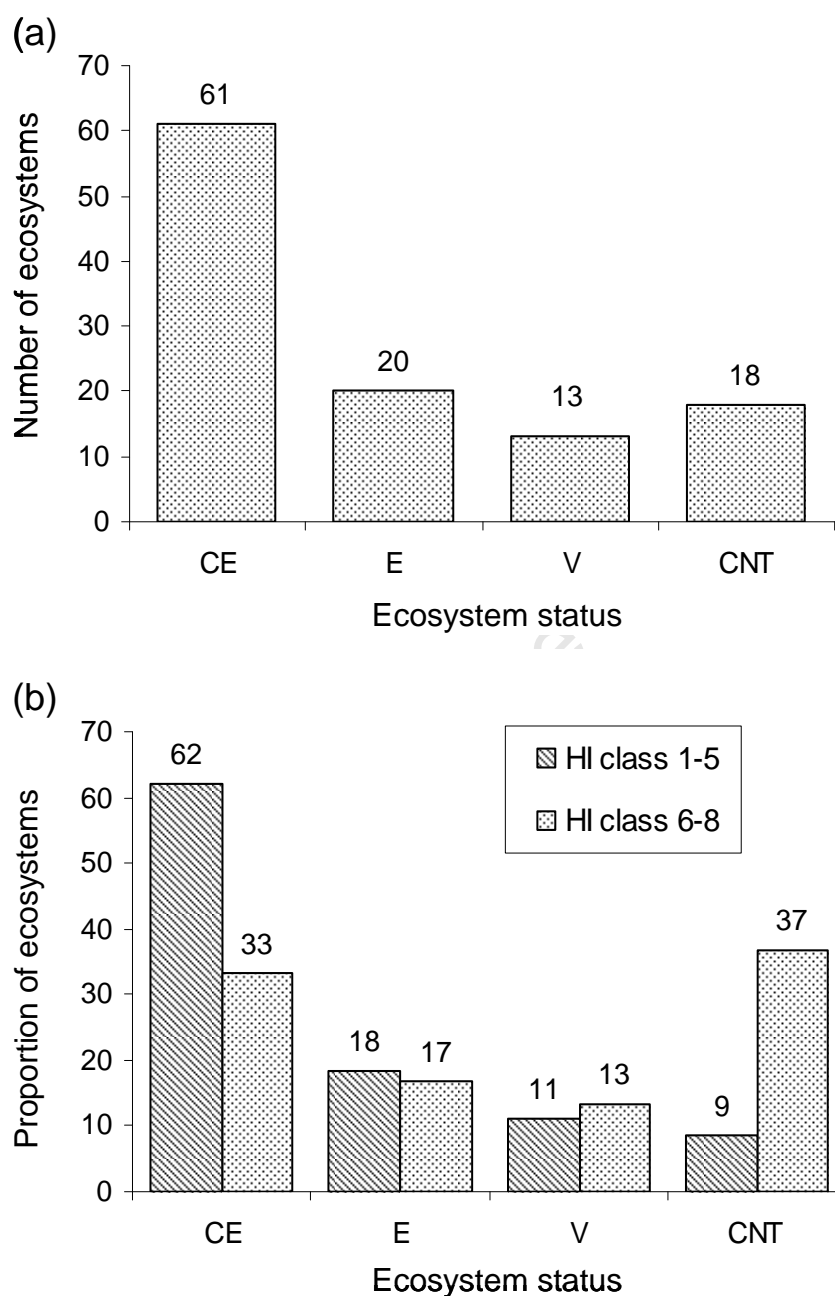 (a)
Number of ecosystems
70
60
50
40
30
20
10
0
61
20
13
18
CE E V CNT
Ecosystem status
(b)
Proportion of ecosystems
70
60
50
40
30
20
10
0
HI class 1-5
HI class 6-8
62
33
18
17
11
13
9
37
CE E V CNT
Ecosystem status